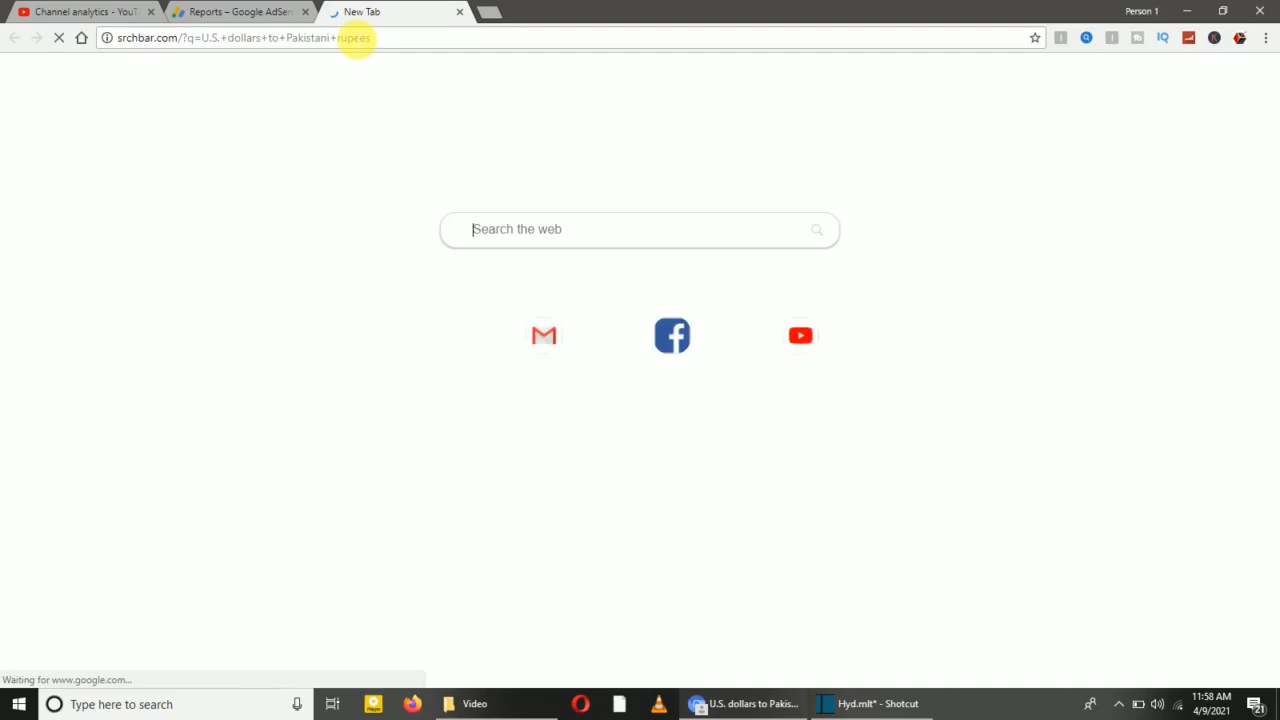 Channel analytics - YouT
Reports – Google AdSen
New Tab
Person 1
srchbar.com/?q=U.S.+dollars+to+Pakistani+rupees
Search the web
Waiting for www.google.com...
Type here to search
Video
U.S. dollars to Pakis...
Hyd.mlt* - Shotcut
11:58 AM
4/9/2021
21